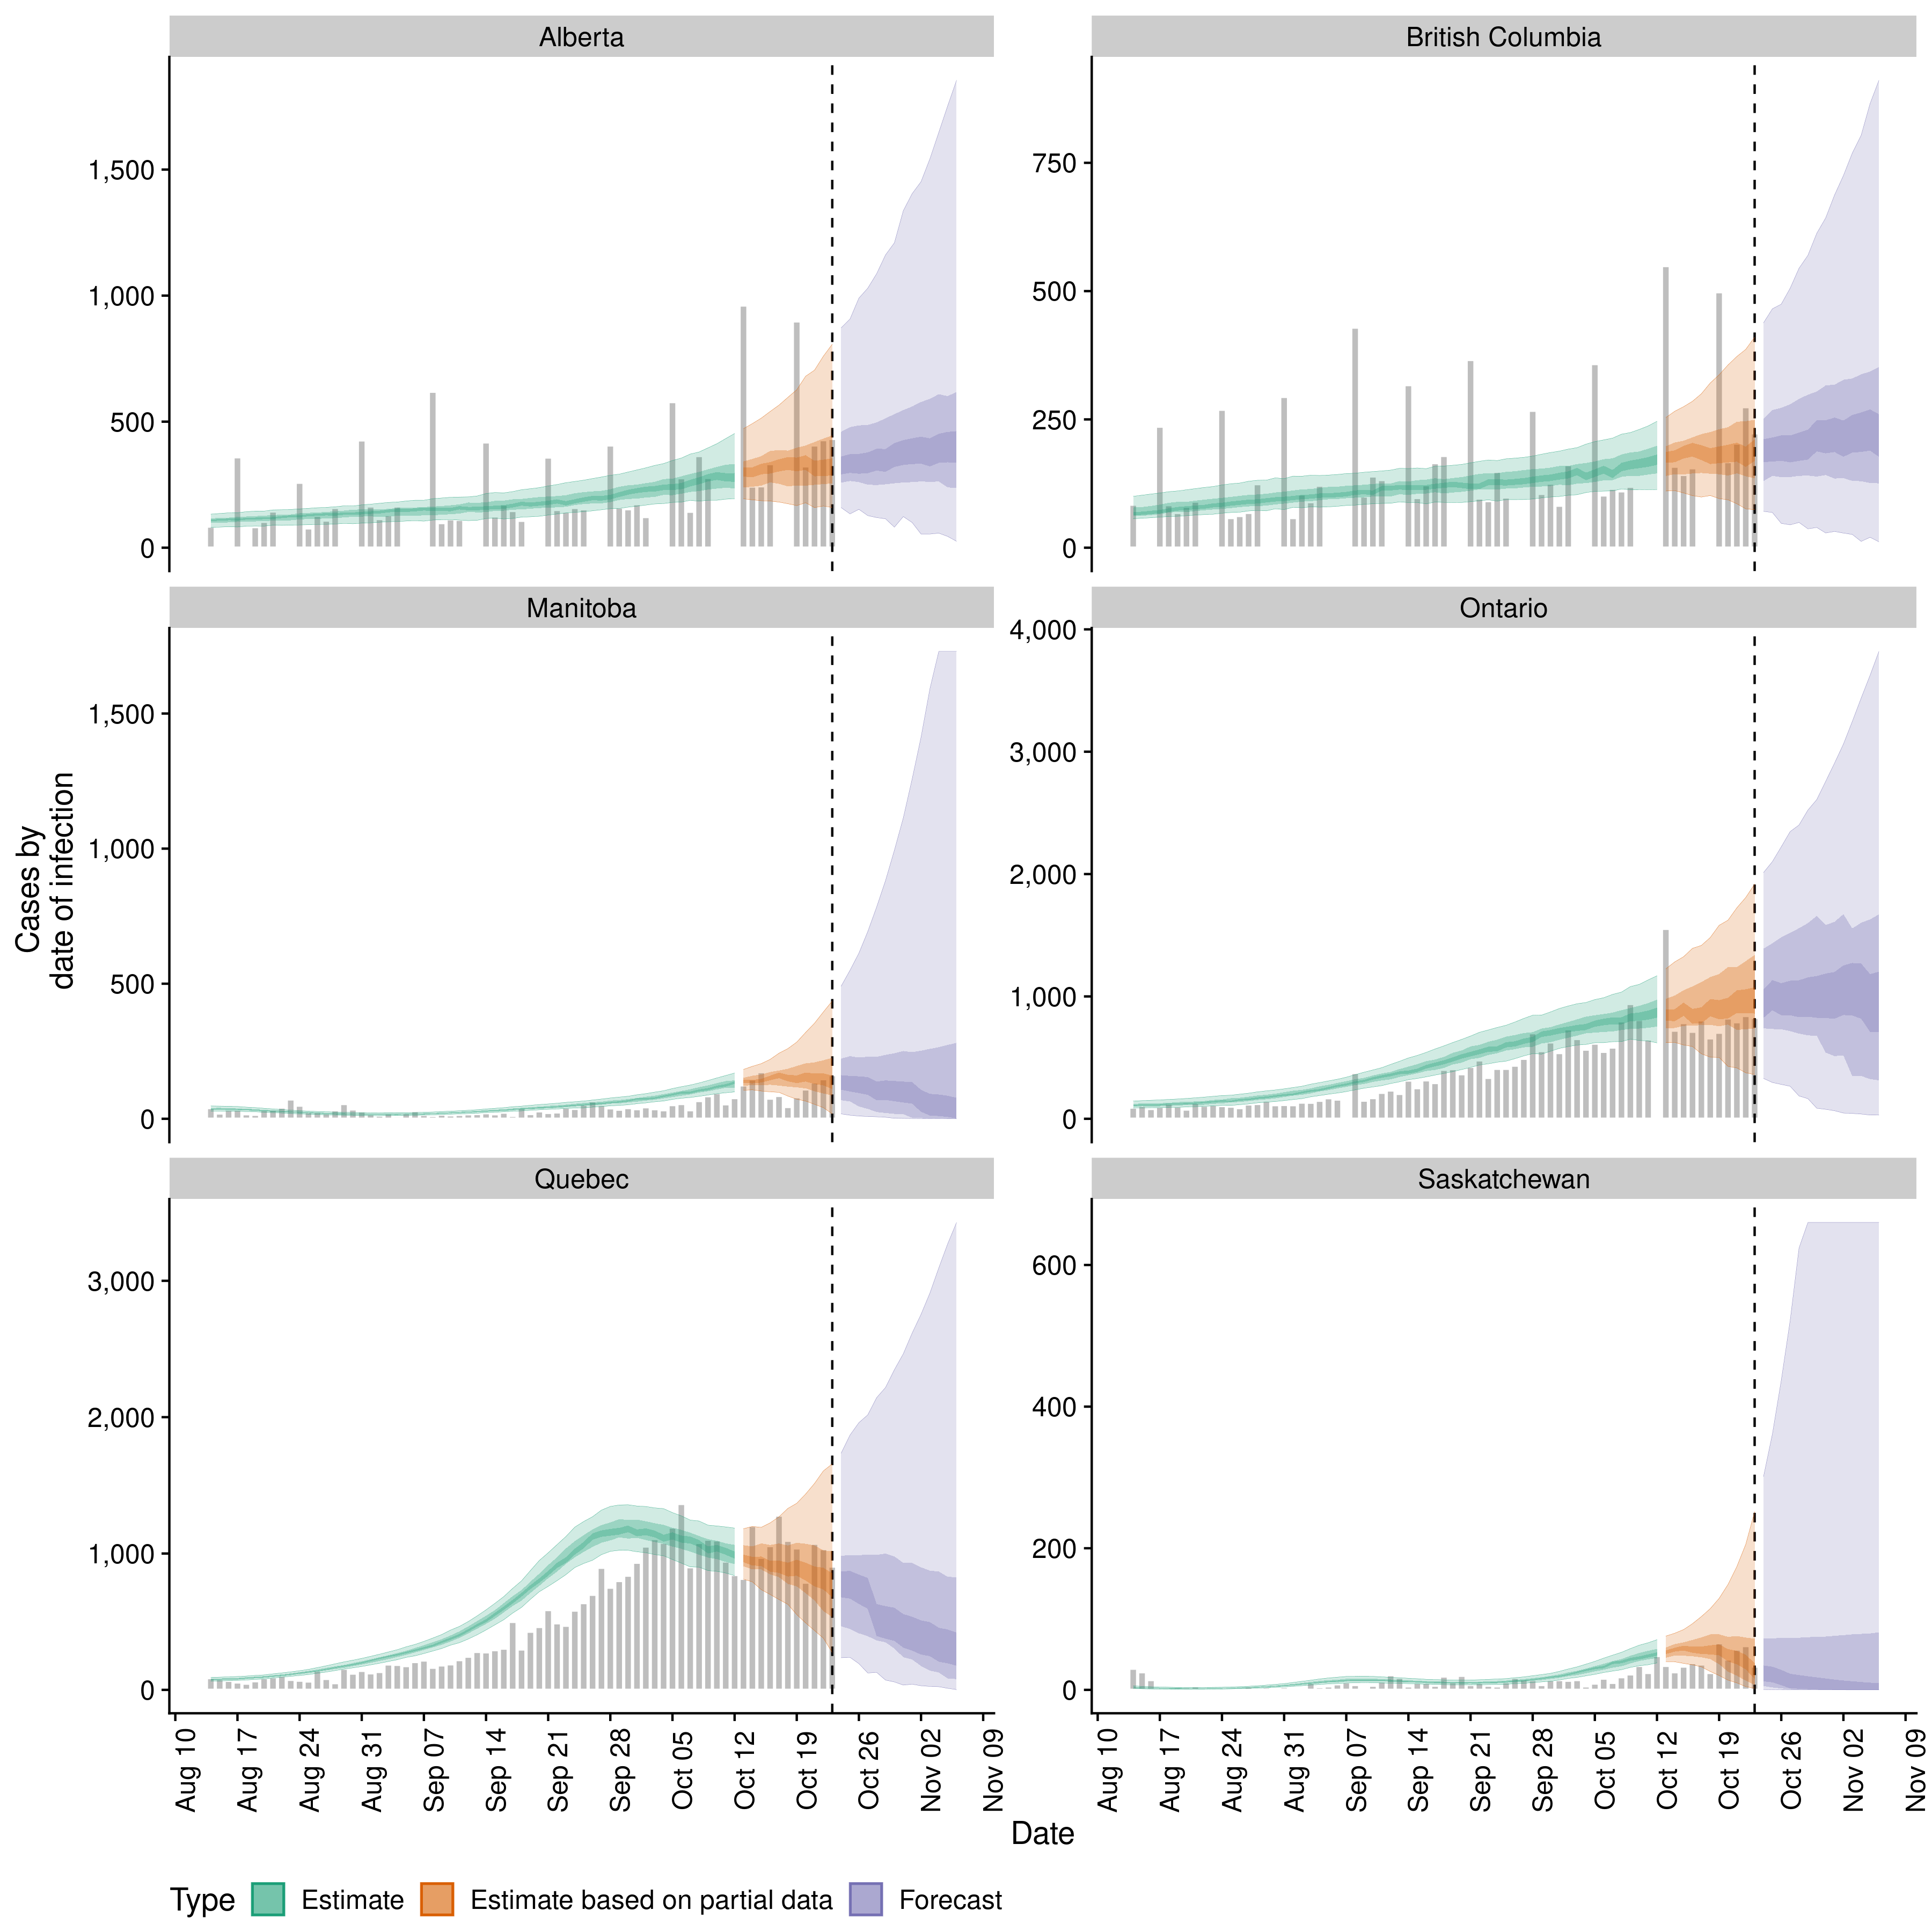 Alberta
British Columbia
1,500
1,000
500
0
750
500
250
0
Manitoba
Ontario
1,500
1,000
500
0
4,000
3,000
2,000
1,000
0
Quebec
Saskatchewan
3,000
2,000
1,000
0
600
400
200
0
Cases by
date of infection
Aug 10
Aug 17
Aug 24
Aug 31
Sep 07
Sep 14
Sep 21
Sep 28
Oct 05
Oct 12
Oct 19
Oct 26
Nov 02
Nov 09
Aug 10
Aug 17
Aug 24
Aug 31
Sep 07
Sep 14
Sep 21
Sep 28
Oct 05
Oct 12
Oct 19
Oct 26
Nov 02
Nov 09
Date
Type Estimate Estimate based on partial data Forecast